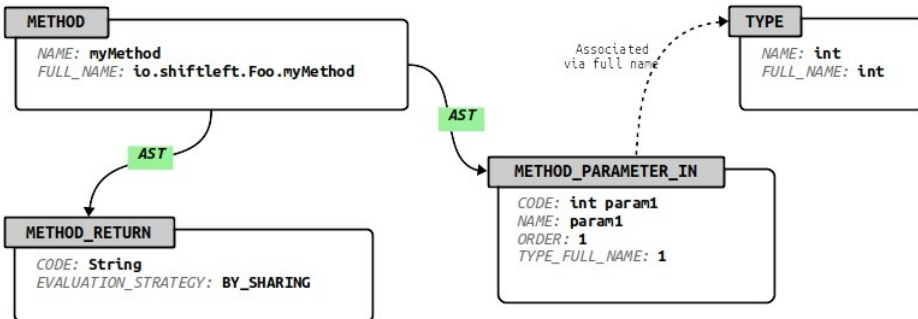 METHOD
NAME: myMethod
FULL_NAME: io.shiftleft.Foo.myMethod
TYPE
NAME: int
FULL_NAME: int
Associated
via full name
AST
AST
METHOD_PARAMETER_IN
CODE: int param1
NAME: param1
ORDER: 1
TYPE_FULL_NAME: 1
METHOD_RETURN
CODE: String
EVALUATION_STRATEGY: BY_SHARING